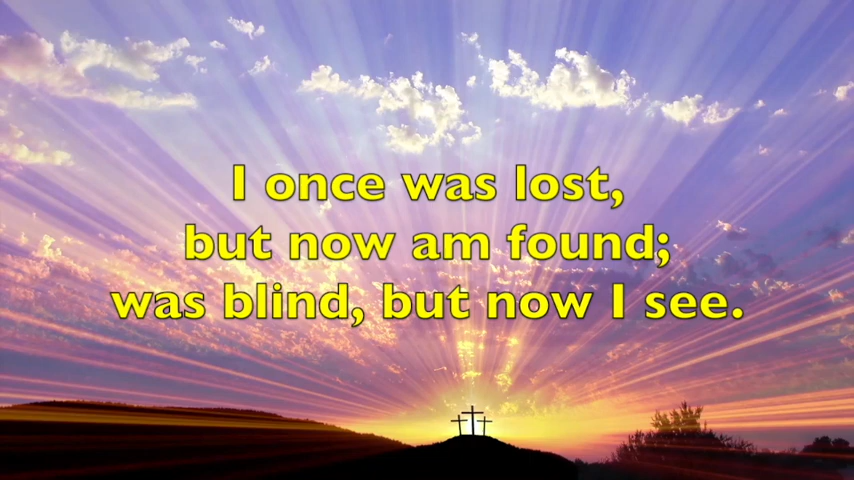 I once was lost,
but now am found;
was blind, but now I see.